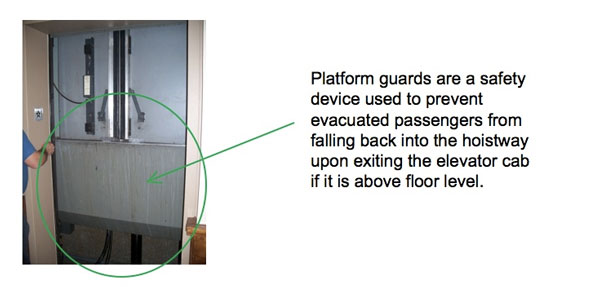 Platform guards are a safety
device used to prevent
evacuated passengers from
falling back into the hoistway
upon exiting the elevator cab
if it is above floor level.